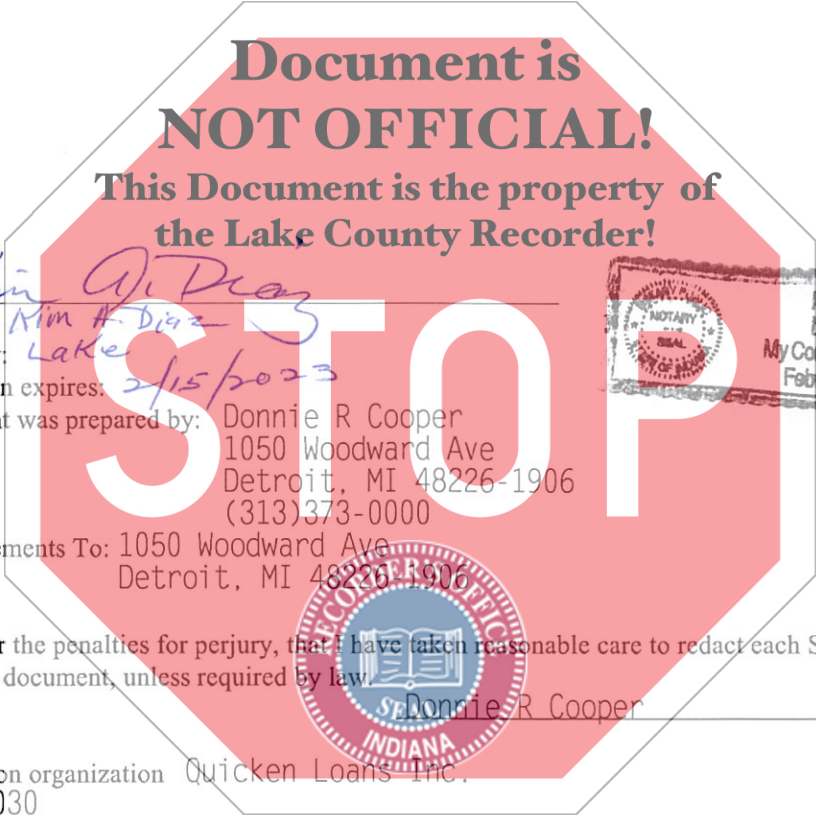 Document is
NOT OFFICIAL!
This Document is the property of
the Lake County Recorder!
Kim A. Diaz
Lake
n expires: 2/15/2023
t was prepared by: Donnie R Cooper
1050 Woodward Ave
Detroit, MI 48226-1906
(313)373-0000
STOP
NOTARY
SEAL
My Co
Feb
ments To: 1050 Woodward Ave
Detroit, MI 48226-1906
r the penalties for perjury, that I have taken reasonable care to redact each S
document, unless required by law.
Donnie R Cooper
RECORDER'S OFFICE
SEAL
INDIANA
on organization Quicken Loans Inc.
030